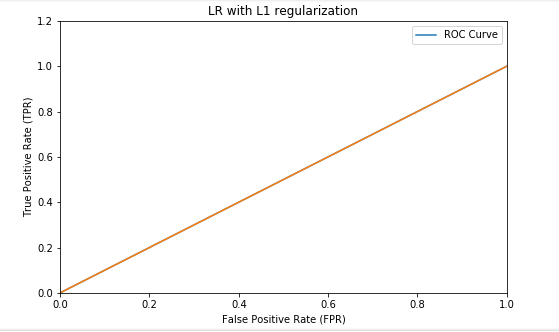 LR with L1 regularization
ROC Curve
1.2
1.0
0.8
0.6
0.4
0.2
0.0
True Positive Rate (TPR)
0.0 0.2 0.4 0.6 0.8 1.0
False Positive Rate (FPR)